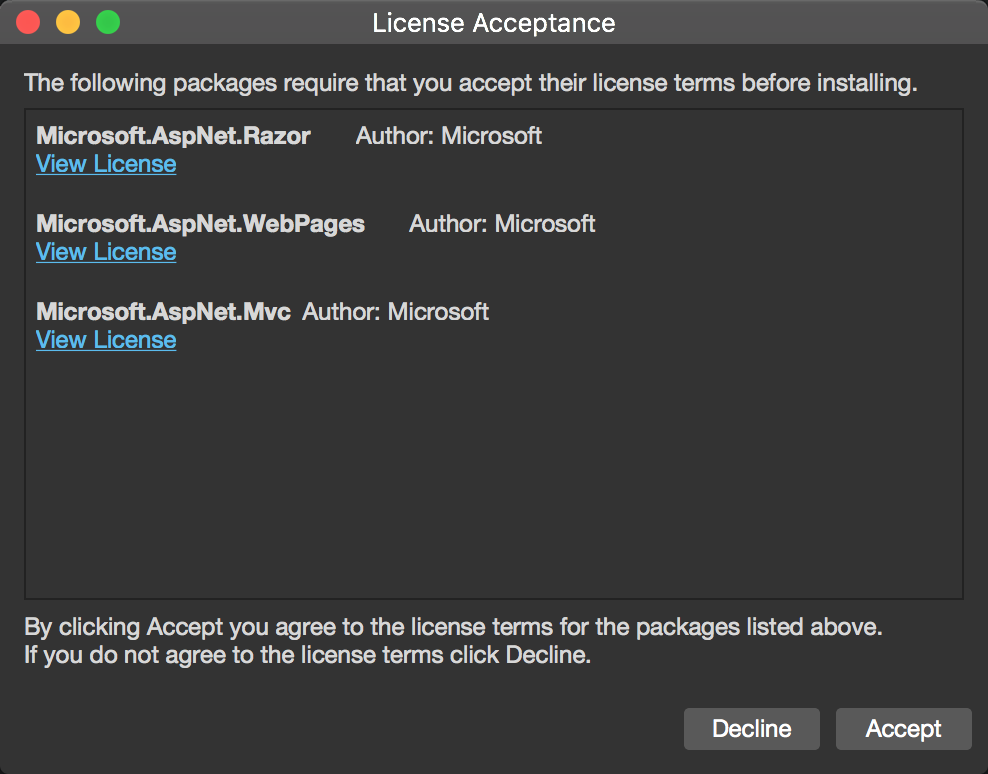 License Acceptance
The following packages require that you accept their license terms before installing.
Microsoft.AspNet.Razor Author: Microsoft
View License
Microsoft.AspNet.WebPages Author: Microsoft
View License
Microsoft.AspNet.Mvc Author: Microsoft
View License
By clicking Accept you agree to the license terms for the packages listed above.
If you do not agree to the license terms click Decline.
Decline Accept